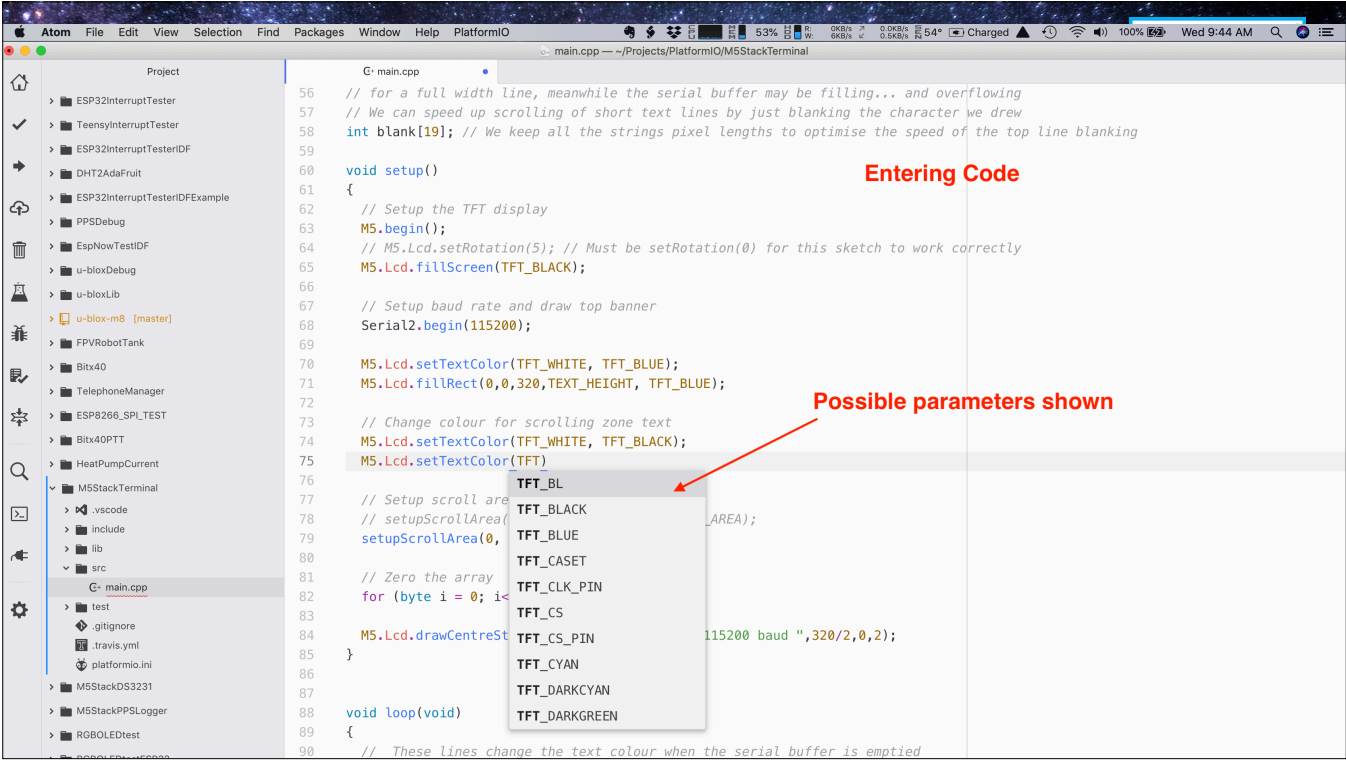 Atom File Edit View Selection Find Packages Window Help PlatformIO 53% R: W: 0KB/s 6KB/s 0.0KB/s 0.5KB/s 54° Charged 100% Wed 9:44 AM
main.cpp — ~/Projects/PlatformIO/M5StackTerminal
Project
ESP32InterruptTester
TeensyInterruptTester
ESP32InterruptTesterIDF
DHT2AdaFruit
ESP32InterruptTesterIDFExample
PPSDebug
EspNowTestIDF
u-bloxDebug
u-bloxLib
u-blox-m8 [master]
FPVRobotTank
Bitx40
TelephoneManager
ESP8266_SPI_TEST
Bitx40PTT
HeatPumpCurrent
M5StackTerminal
.vscode
include
lib
src
main.cpp
test
.gitignore
.travis.yml
platformio.ini
M5StackDS3231
M5StackPPSLogger
RGBOLEDtest
RGBOLEDtestESP32
main.cpp
56 // for a full width line, meanwhile the serial buffer may be filling... and overflowing
57 // We can speed up scrolling of short text lines by just blanking the character we drew
58 int blank[19]; // We keep all the strings pixel lengths to optimise the speed of the top line blanking
59
60 void setup()
61 {
62 // Setup the TFT display
63 M5.begin();
64 // M5.Lcd.setRotation(5); // Must be setRotation(0) for this sketch to work correctly
65 M5.Lcd.fillScreen(TFT_BLACK);
66
67 // Setup baud rate and draw top banner
68 Serial2.begin(115200);
69
70 M5.Lcd.setTextColor(TFT_WHITE, TFT_BLUE);
71 M5.Lcd.fillRect(0,0,320,TEXT_HEIGHT, TFT_BLUE);
72
73 // Change colour for scrolling zone text
74 M5.Lcd.setTextColor(TFT_WHITE, TFT_BLACK);
75 M5.Lcd.setTextColor(TFT)
76
77 // Setup scroll are
78 // setupScrollArea( _AREA);
79 setupScrollArea(0,
80
81 // Zero the array
82 for (byte i = 0; i<
83
84 M5.Lcd.drawCentreSt 115200 baud ",320/2,0,2);
85 }
86
87
88 void loop(void)
89 {
90 // These lines change the text colour when the serial buffer is emptied
TFT_BL
TFT_BLACK
TFT_BLUE
TFT_CASET
TFT_CLK_PIN
TFT_CS
TFT_CS_PIN
TFT_CYAN
TFT_DARKCYAN
TFT_DARKGREEN
Entering Code
Possible parameters shown